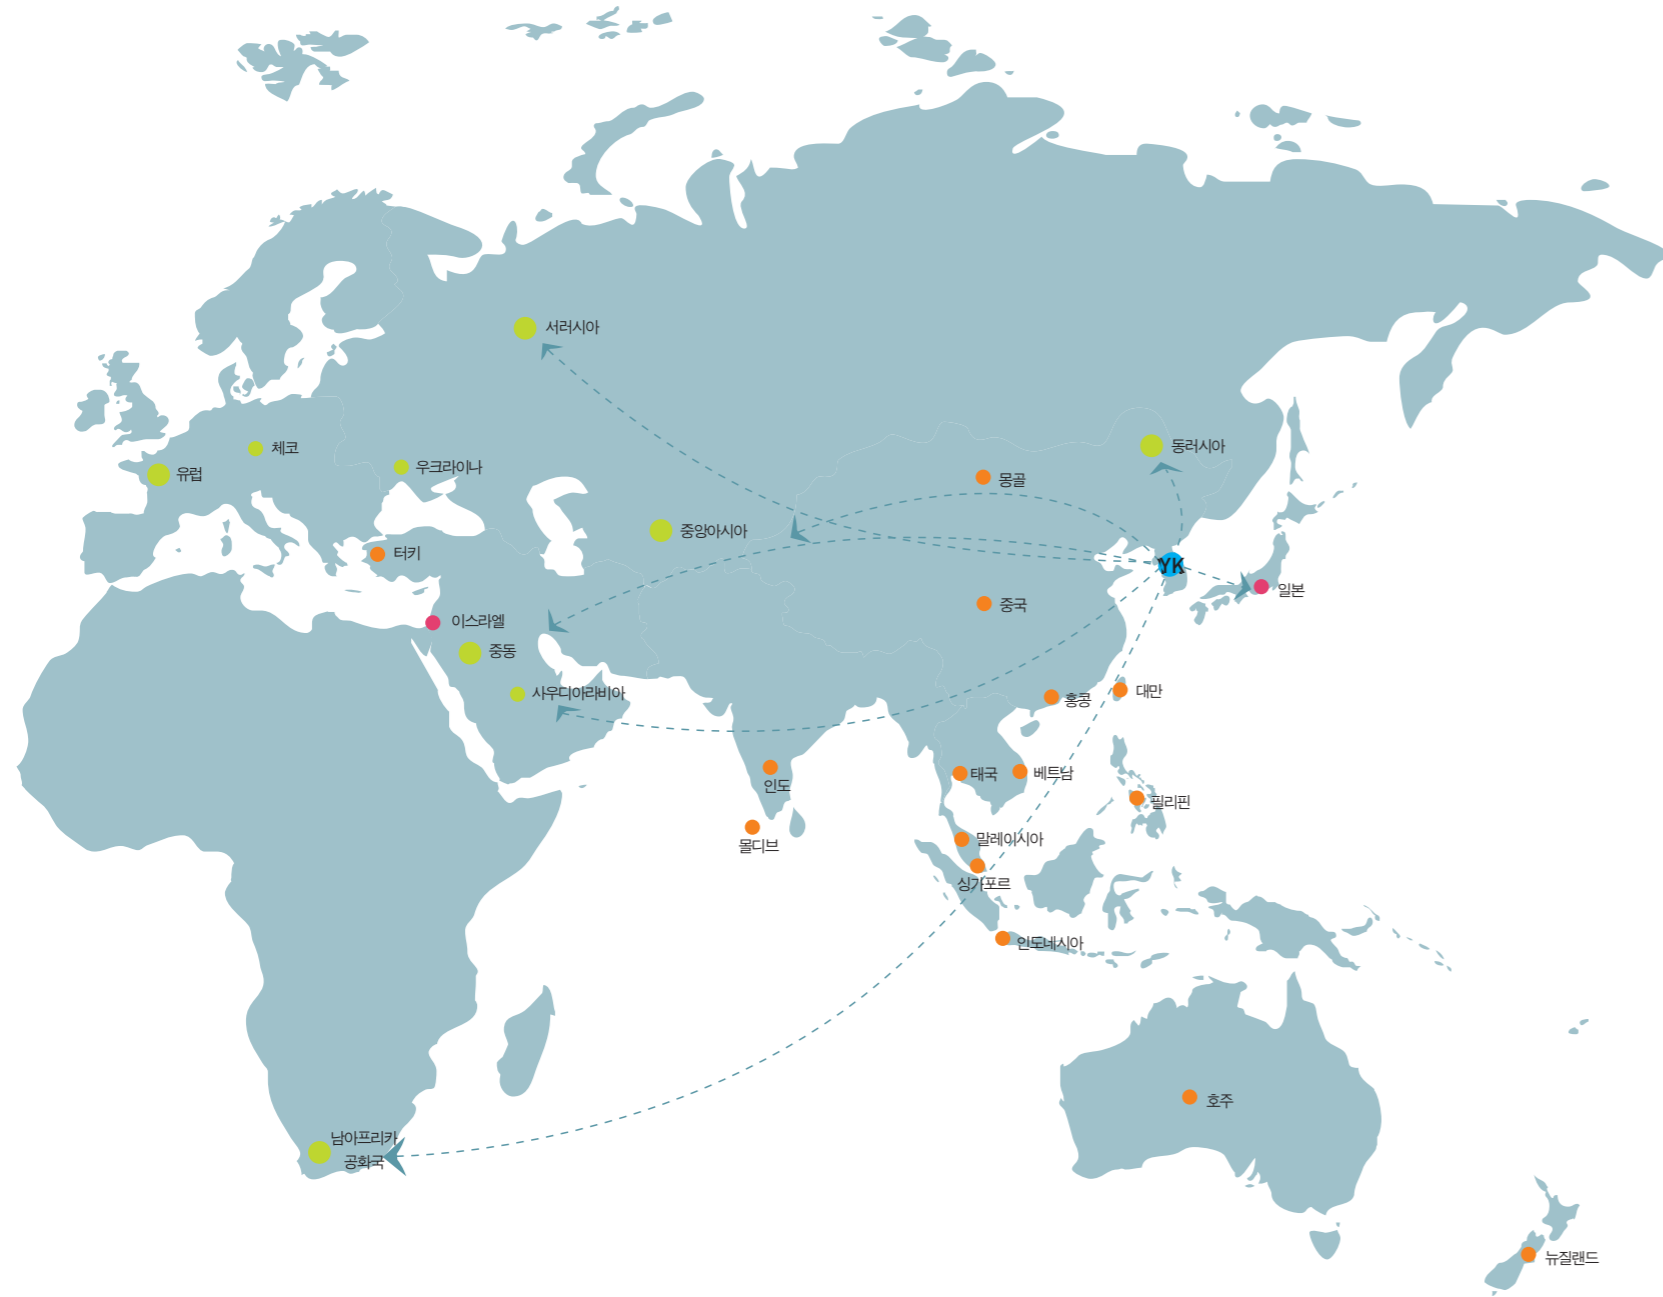 서러시아
동러시아
체코
우크라이나
유럽
몽골
중앙아시아
터키
YK
일본
중국
이스라엘
중동
사우디아라비아
홍콩
대만
인도
태국
베트남
필리핀
몰디브
말레이시아
싱가포르
인도네시아
호주
남아프리카
공화국
뉴질랜드